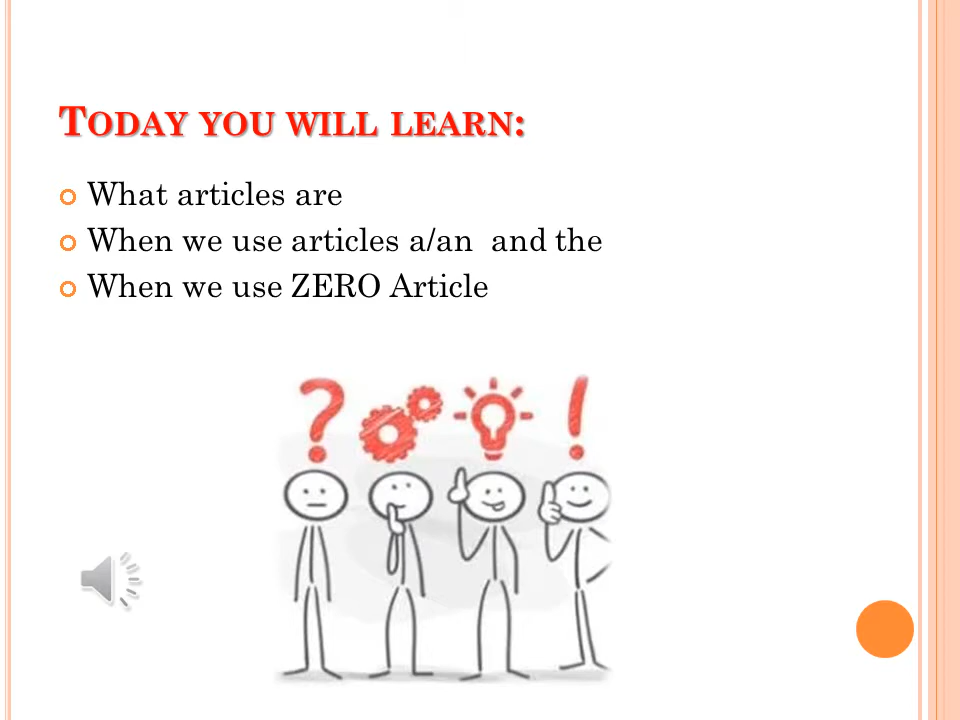 Today you will learn:
What articles are
When we use articles a/an and the
When we use ZERO Article